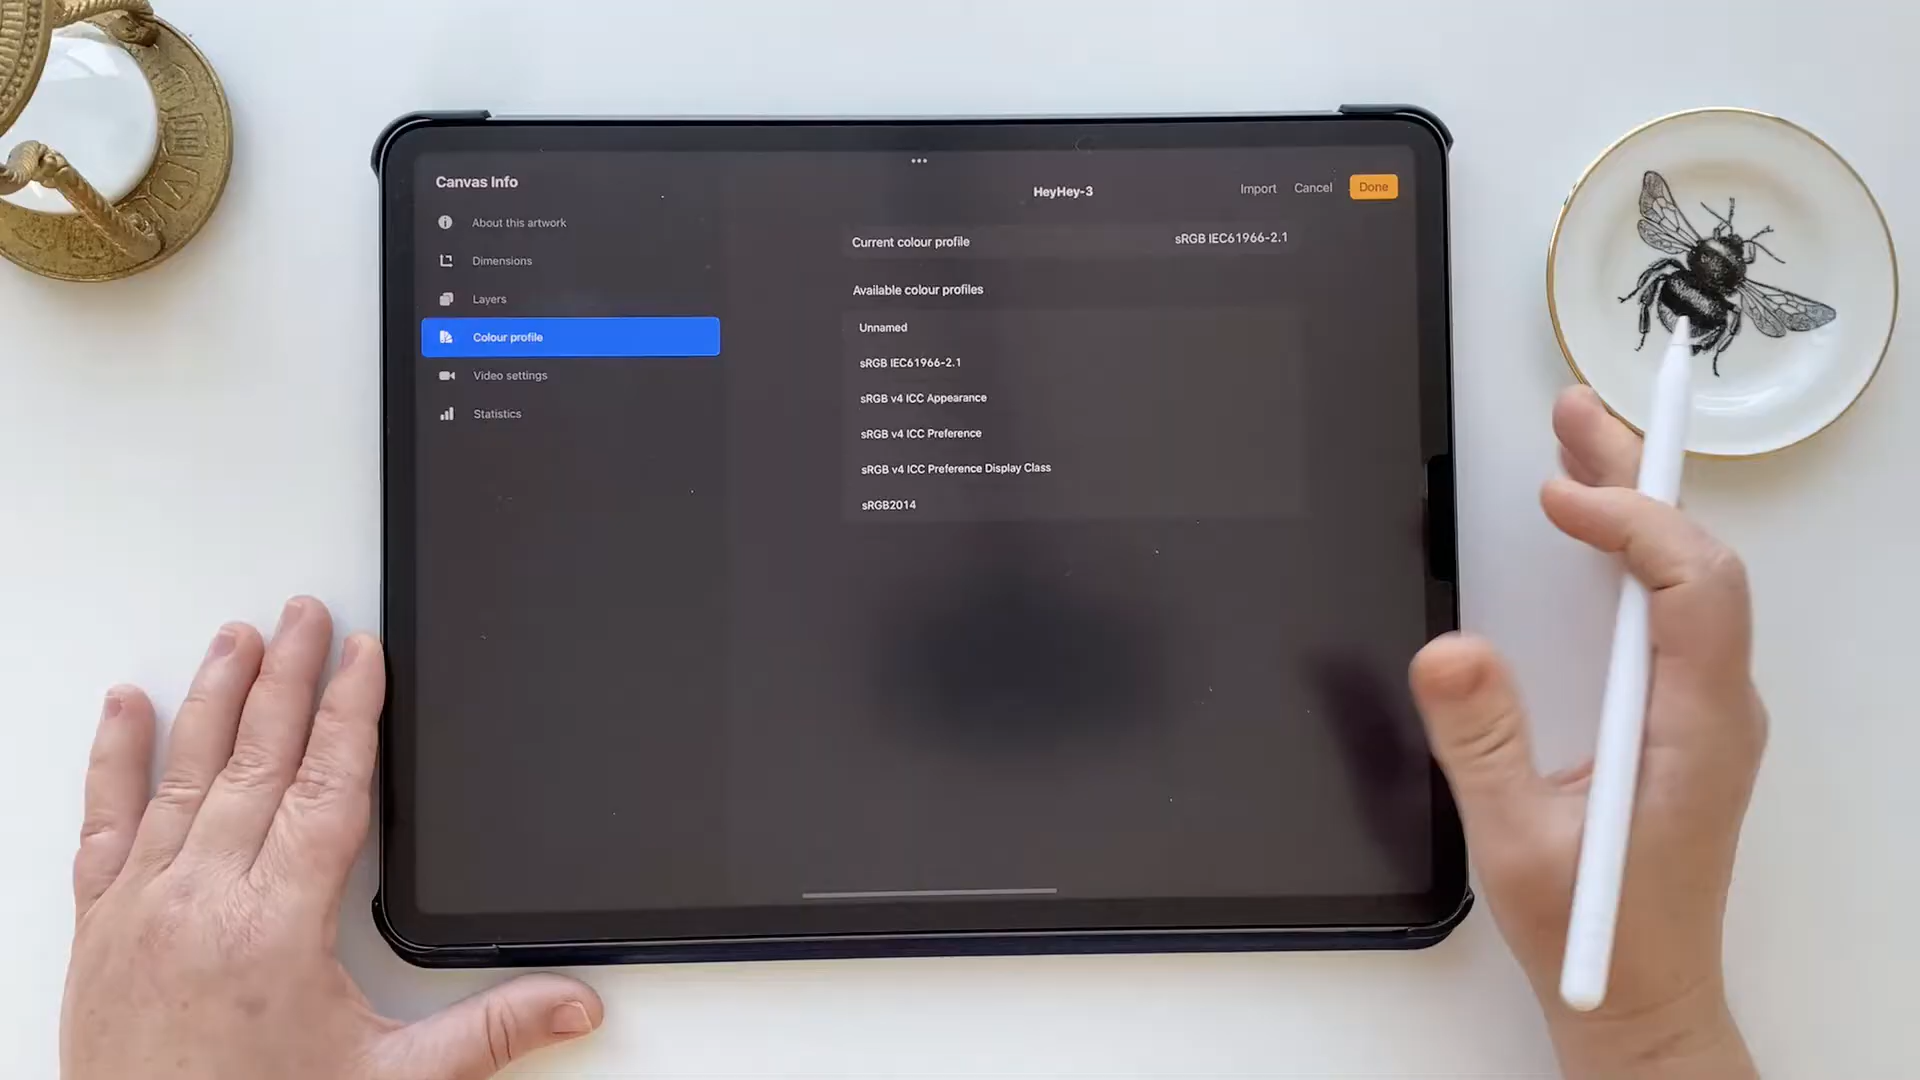 Canvas Info
About this artwork
Dimensions
Layers
Colour profile
Video settings
Statistics
HeyHey-3
Import
Cancel
Done
Current colour profile
sRGB IEC61966-2.1
Available colour profiles
Unnamed
sRGB IEC61966-2.1
sRGB v4 ICC Appearance
sRGB v4 ICC Preference
sRGB v4 ICC Preference Display Class
sRGB2014